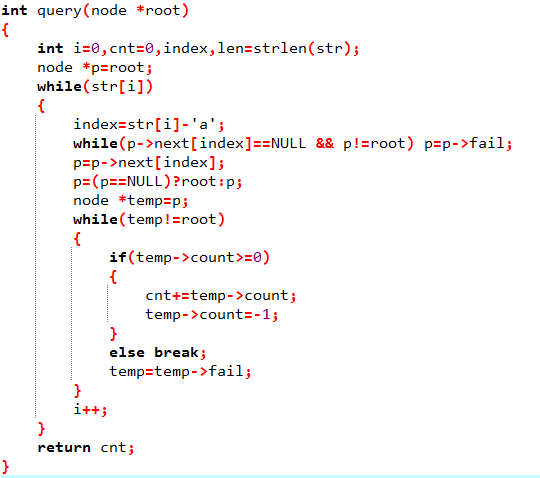 int query(node *root)
{
    int i=0,cnt=0,index,len=strlen(str);
    node *p=root;
    while(str[i])
    {
        index=str[i]-'a';
        while(p->next[index]==NULL && p!=root) p=p->fail;
        p=p->next[index];
        p=(p==NULL)?root:p;
        node *temp=p;
        while(temp!=root)
        {
            if(temp->count>=0)
            {
                cnt+=temp->count;
                temp->count=-1;
            }
            else break;
            temp=temp->fail;
        }
        i++;
    }
    return cnt;
}